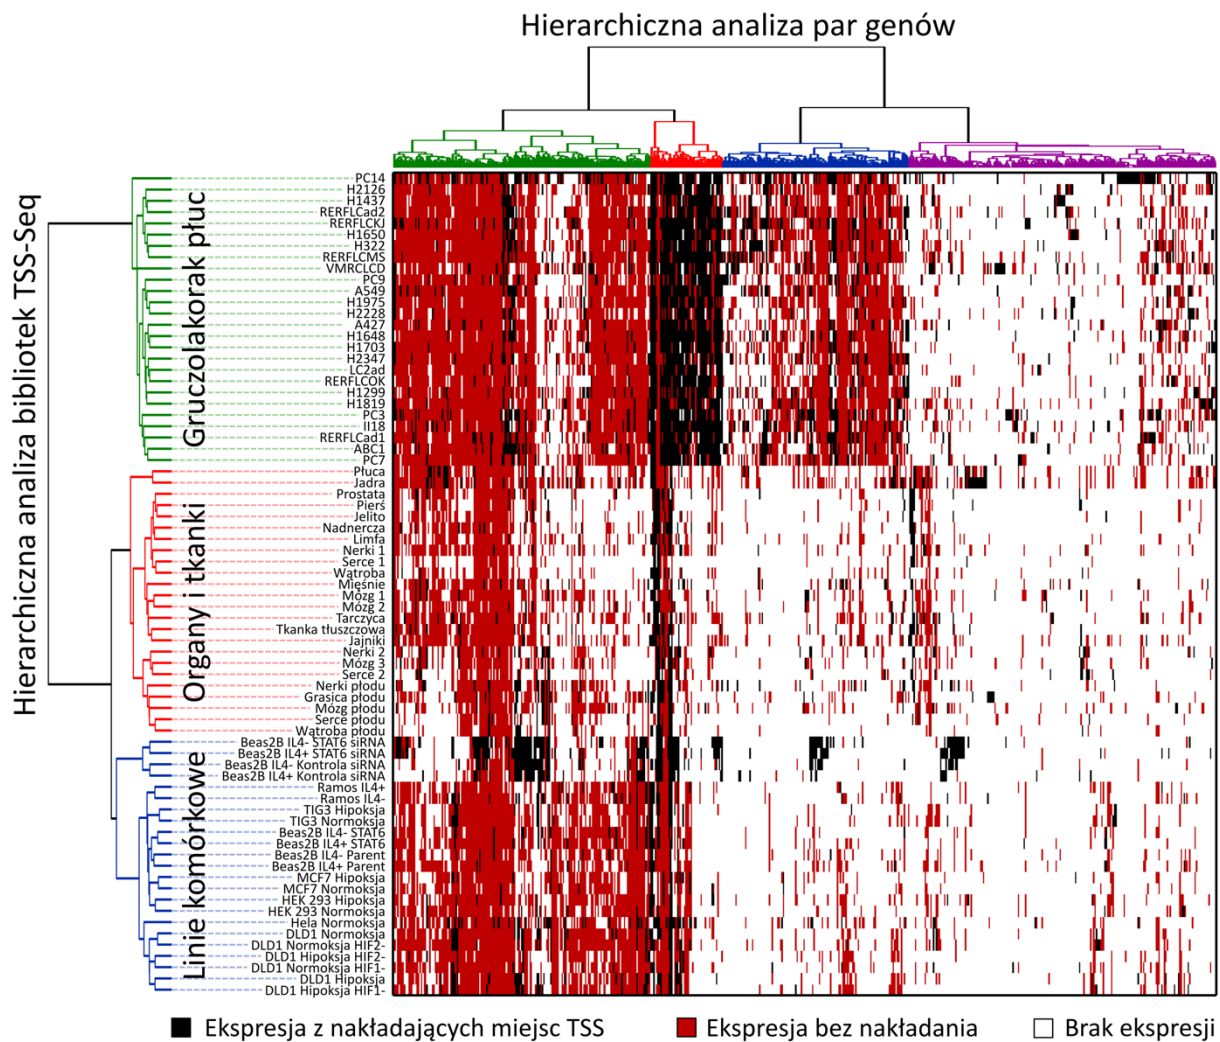 Hierarchiczna analiza par genów
Hierarchiczna analiza bibliotek TSS-Seq
Gruczolakorak płuc
PC14
H2126
H1437
RERFLCad2
RERFLCKJ
H1650
H322
RERFLCMS
VMRCLCD
PC9
A549
H1975
H2228
A427
H1648
H1703
H2347
LC2ad
RERFLCOK
H1299
H1819
PC3
II18
RERFLCad1
ABC1
PC7
Organy i tkanki
Płuca
Jadra
Prostata
Pierś
Jelito
Nadnercza
Limfa
Nerki 1
Serce 1
Wątroba
Mięśnie
Mózg 1
Mózg 2
Tarczyca
Tkanka tłuszczowa
Jajniki
Nerki 2
Mózg 3
Serce 2
Nerki płodu
Grasica płodu
Mózg płodu
Serce płodu
Wątroba płodu
Linie komórkowe
Beas2B IL4- STAT6 siRNA
Beas2B IL4+ STAT6 siRNA
Beas2B IL4- Kontrola siRNA
Beas2B IL4+ Kontrola siRNA
Ramos IL4+
Ramos IL4-
TIG3 Hipoksja
TIG3 Normoksja
Beas2B IL4- STAT6
Beas2B IL4+ STAT6
Beas2B IL4- Parent
Beas2B IL4+ Parent
MCF7 Hipoksja
MCF7 Normoksja
HEK 293 Hipoksja
HEK 293 Normoksja
Hela Normoksja
DLD1 Normoksja
DLD1 Normoksja HIF2-
DLD1 Hipoksja HIF2-
DLD1 Normoksja HIF1-
DLD1 Hipoksja
DLD1 Hipoksja HIF1-
Ekspresja z nakładających miejsc TSS
Ekspresja bez nakładania
Brak ekspresji